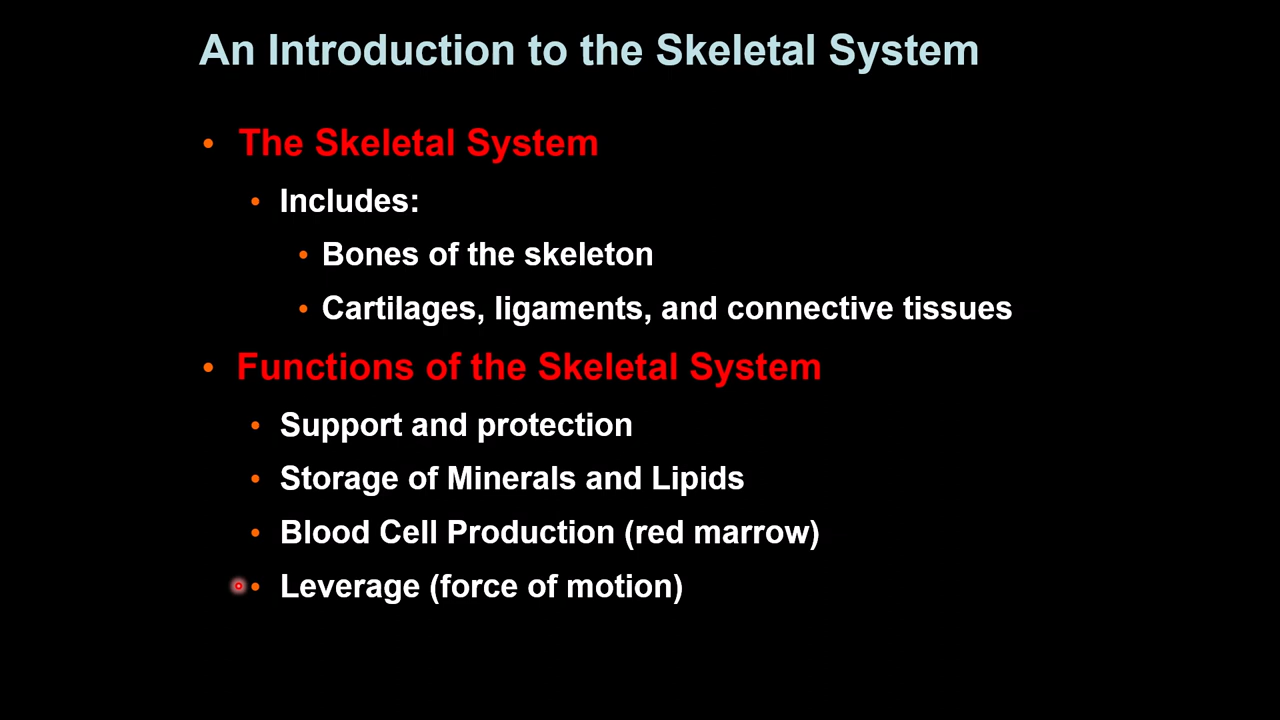 An Introduction to the Skeletal System
• The Skeletal System
• Includes:
• Bones of the skeleton
• Cartilages, ligaments, and connective tissues
• Functions of the Skeletal System
• Support and protection
• Storage of Minerals and Lipids
• Blood Cell Production (red marrow)
• Leverage (force of motion)